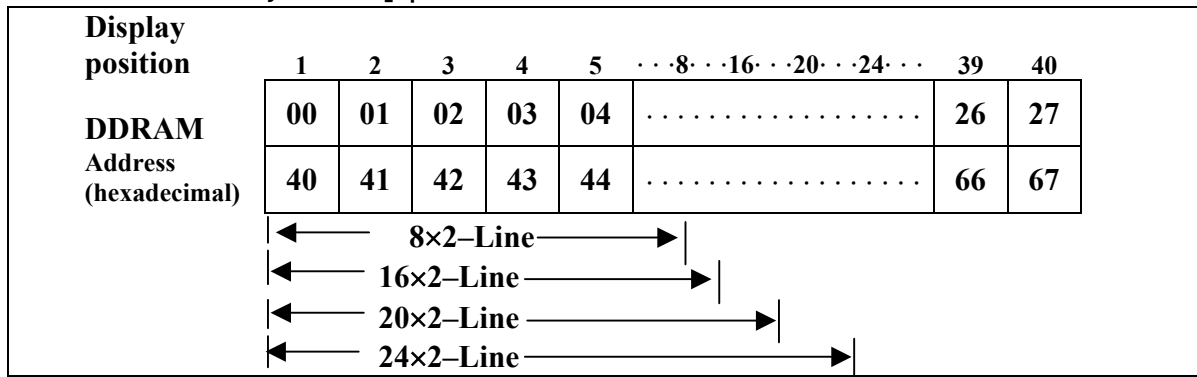 Display
position 1 2 3 4 5 · · ·8· · ·16· · ·20· · ·24· · · 39 40
DDRAM 00 01 02 03 04 · · · · · · · · · · · · · · · · · · 26 27
Address
(hexadecimal) 40 41 42 43 44 · · · · · · · · · · · · · · · · · · 66 67
8×2–Line
16×2–Line
20×2–Line
24×2–Line